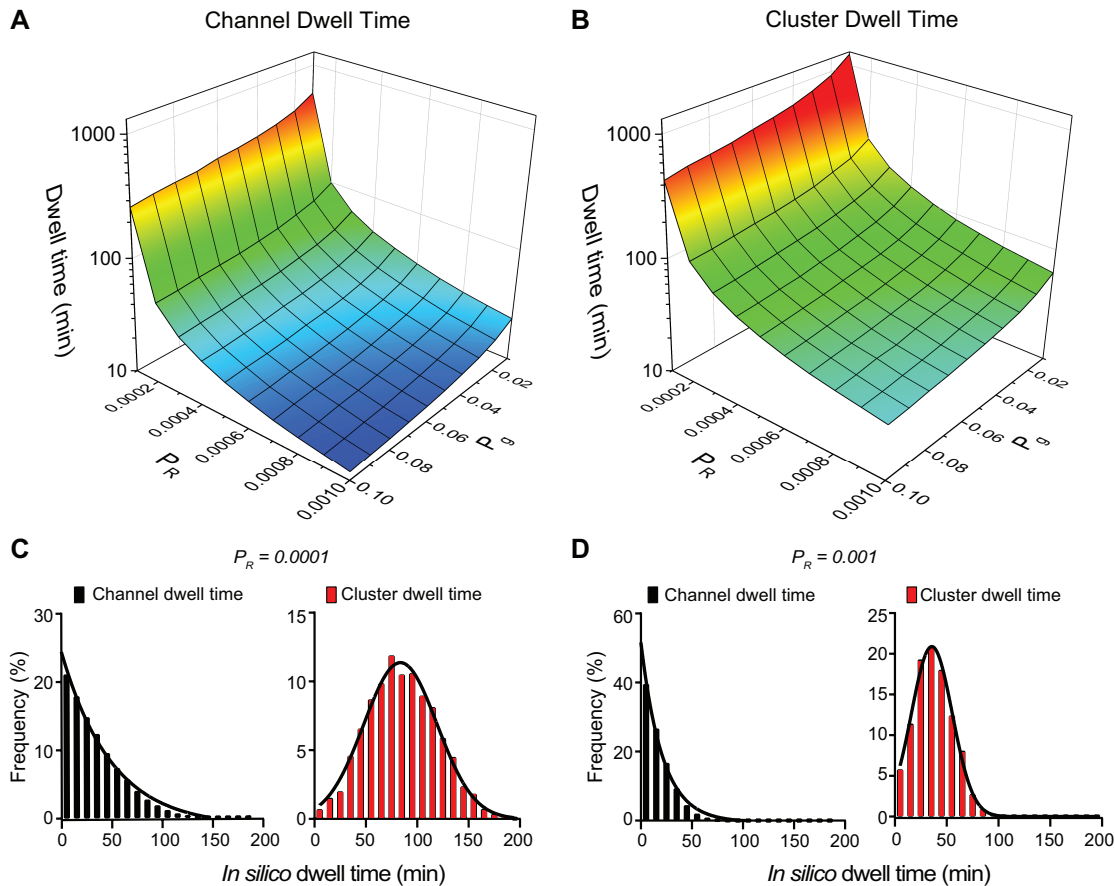 A
Channel Dwell Time
B
Cluster Dwell Time
1000
100
10
Dwell time (min)
0.0002
0.0004
0.0006
0.0008
0.0010
P_R
0.02
0.04
0.06
0.08
0.10
P_g
1000
100
10
Dwell time (min)
0.0002
0.0004
0.0006
0.0008
0.0010
P_R
0.02
0.04
0.06
0.08
0.10
P_g
C
P_R = 0.0001
Channel dwell time
Cluster dwell time
Frequency (%)
30
20
10
0
0 50 100 150 200
15
10
5
0
0 50 100 150 200
In silico dwell time (min)
D
P_R = 0.001
Channel dwell time
Cluster dwell time
Frequency (%)
60
40
20
0
0 50 100 150 200
25
20
15
10
5
0
0 50 100 150 200
In silico dwell time (min)